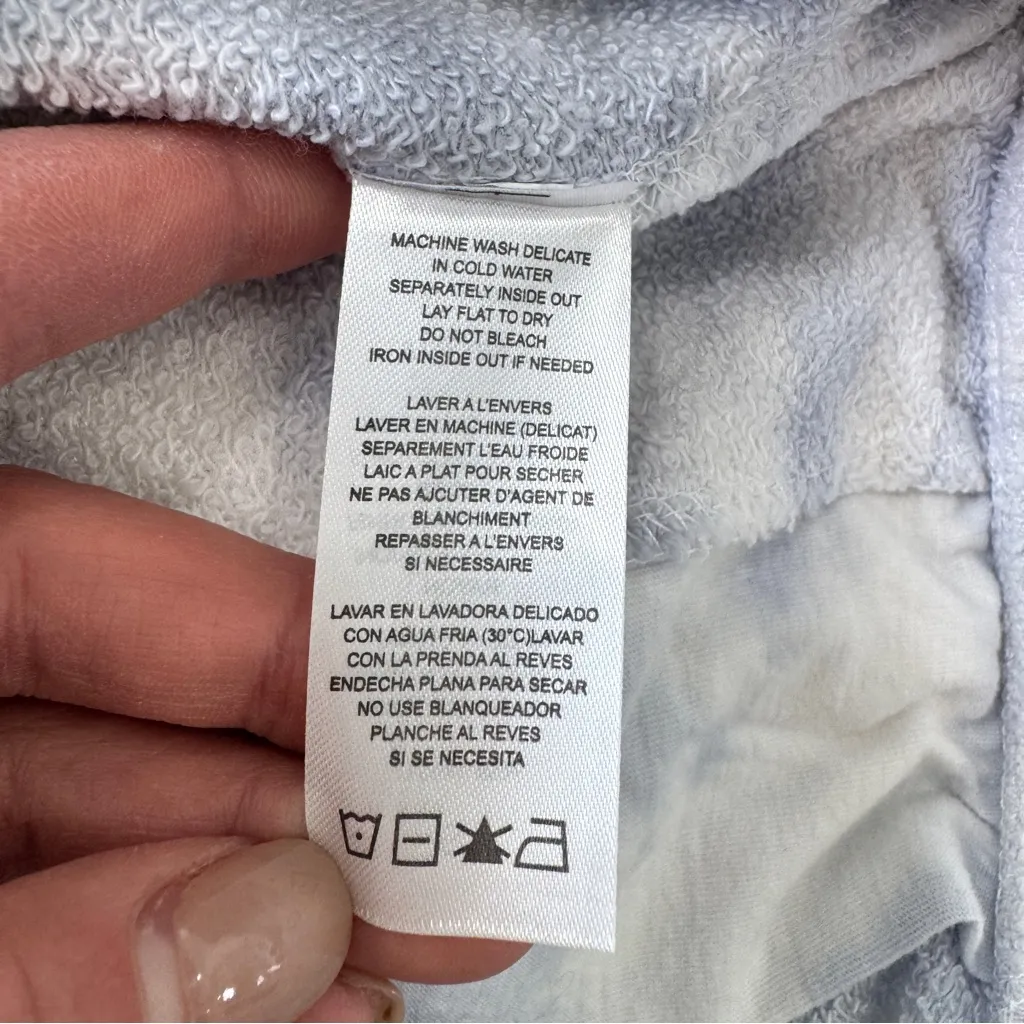 MACHINE WASH DELICATE
IN COLD WATER
SEPARATELY INSIDE OUT
LAY FLAT TO DRY
DO NOT BLEACH
IRON INSIDE OUT IF NEEDED
LAVER A L'ENVERS
LAVER EN MACHINE (DELICAT)
SEPAREMENT L'EAU FROIDE
LAIC A PLAT POUR SECHER
NE PAS AJCUTER D'AGENT DE
BLANCHIMENT
REPASSER A L'ENVERS
SI NECESSAIRE
LAVAR EN LAVADORA DELICADO
CON AGUA FRIA (30°C)LAVAR
CON LA PRENDA AL REVES
ENDECHA PLANA PARA SECAR
NO USE BLANQUEADOR
PLANCHE AL REVES
SI SE NECESITA